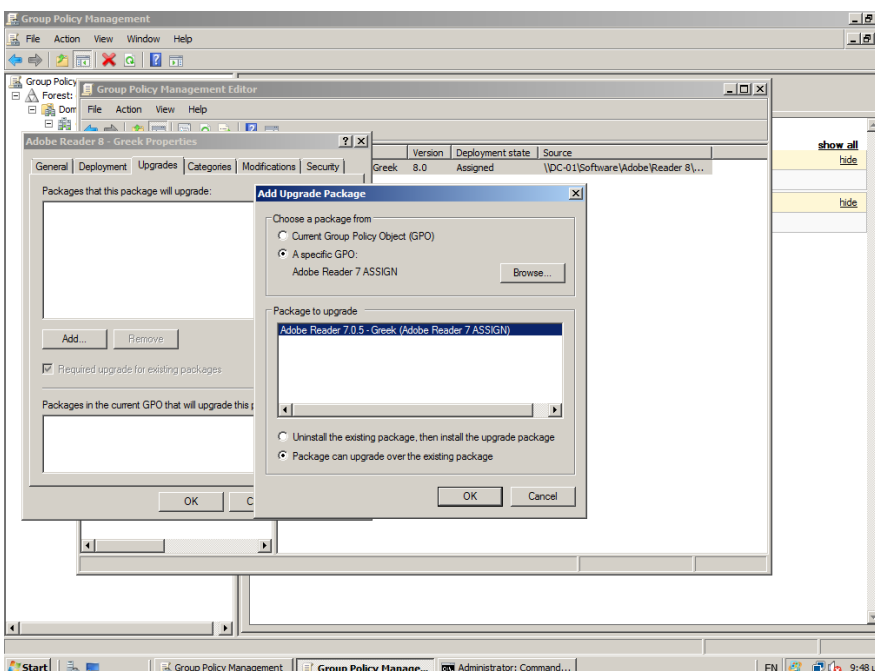 Group Policy Management
File Action View Window Help
Group Policy
Forest:
Dom
Group Policy Management Editor
File Action View Help
Version Deployment state Source
Greek 8.0 Assigned \\DC-01\Software\Adobe\Reader 8\...
show all
hide
hide
Adobe Reader 8 - Greek Properties
General Deployment Upgrades Categories Modifications Security
Packages that this package will upgrade:
Add... Remove
Required upgrade for existing packages
Packages in the current GPO that will upgrade this p
OK C
Add Upgrade Package
Choose a package from
Current Group Policy Object (GPO)
A specific GPO:
Adobe Reader 7 ASSIGN Browse...
Package to upgrade
Adobe Reader 7.0.5 - Greek (Adobe Reader 7 ASSIGN)
Uninstall the existing package, then install the upgrade package
Package can upgrade over the existing package
OK Cancel
Start Group Policy Management Group Policy Manage... Administrator: Command... EN 9:48